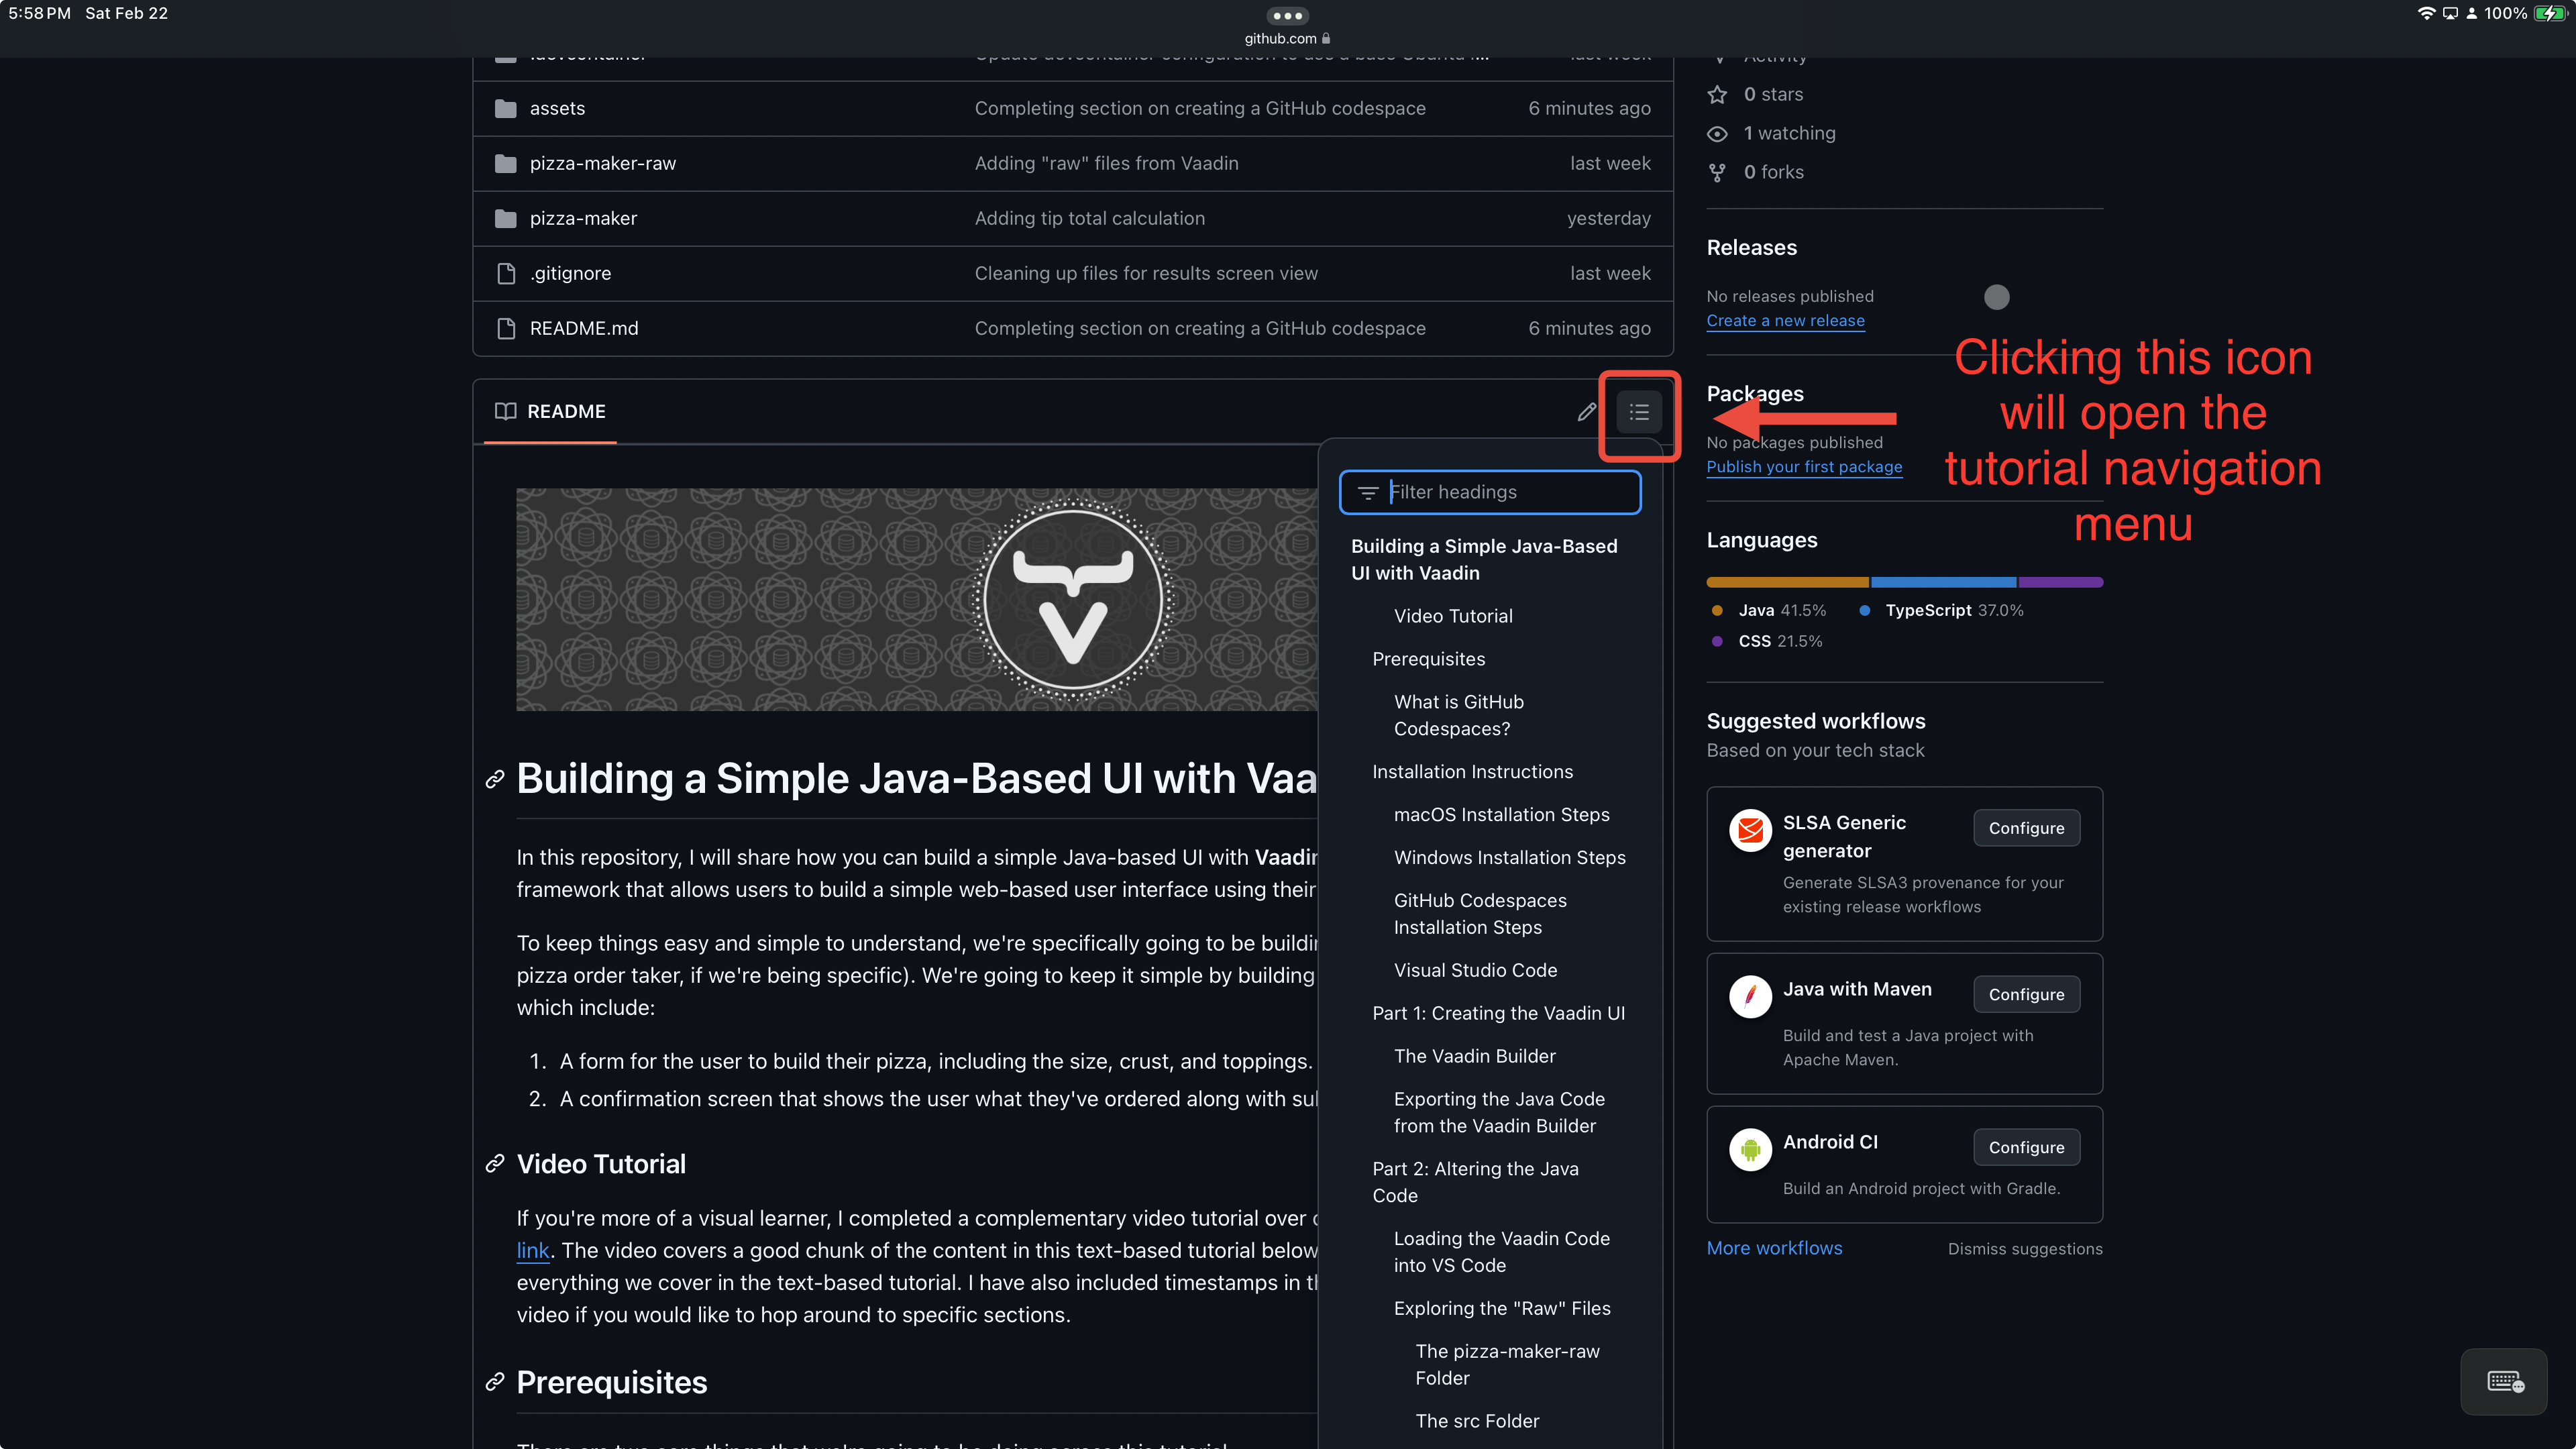 5:58 PM Sat Feb 22
100%
github.com
assets Completing section on creating a GitHub codespace 6 minutes ago
pizza-maker-raw Adding "raw" files from Vaadin last week
pizza-maker Adding tip total calculation yesterday
.gitignore Cleaning up files for results screen view last week
README.md Completing section on creating a GitHub codespace 6 minutes ago
README
Building a Simple Java-Based UI with Vaa
In this repository, I will share how you can build a simple Java-based UI with Vaadin
framework that allows users to build a simple web-based user interface using their
To keep things easy and simple to understand, we're specifically going to be buildi
pizza order taker, if we're being specific). We're going to keep it simple by building
which include:
1. A form for the user to build their pizza, including the size, crust, and toppings.
2. A confirmation screen that shows the user what they've ordered along with su
Video Tutorial
If you're more of a visual learner, I completed a complementary video tutorial over
link. The video covers a good chunk of the content in this text-based tutorial below
everything we cover in the text-based tutorial. I have also included timestamps in t
video if you would like to hop around to specific sections.
Prerequisites
Filter headings
Building a Simple Java-Based
UI with Vaadin
Video Tutorial
Prerequisites
What is GitHub
Codespaces?
Installation Instructions
macOS Installation Steps
Windows Installation Steps
GitHub Codespaces
Installation Steps
Visual Studio Code
Part 1: Creating the Vaadin UI
The Vaadin Builder
Exporting the Java Code
from the Vaadin Builder
Part 2: Altering the Java
Code
Loading the Vaadin Code
into VS Code
Exploring the "Raw" Files
The pizza-maker-raw
Folder
The src Folder
Activity
0 stars
1 watching
0 forks
Releases
No releases published
Create a new release
Packages
No packages published
Publish your first package
Clicking this icon
will open the
tutorial navigation
menu
Languages
Java 41.5% TypeScript 37.0%
CSS 21.5%
Suggested workflows
Based on your tech stack
SLSA Generic
generator
Configure
Generate SLSA3 provenance for your
existing release workflows
Java with Maven
Configure
Build and test a Java project with
Apache Maven.
Android CI
Configure
Build an Android project with Gradle.
More workflows Dismiss suggestions